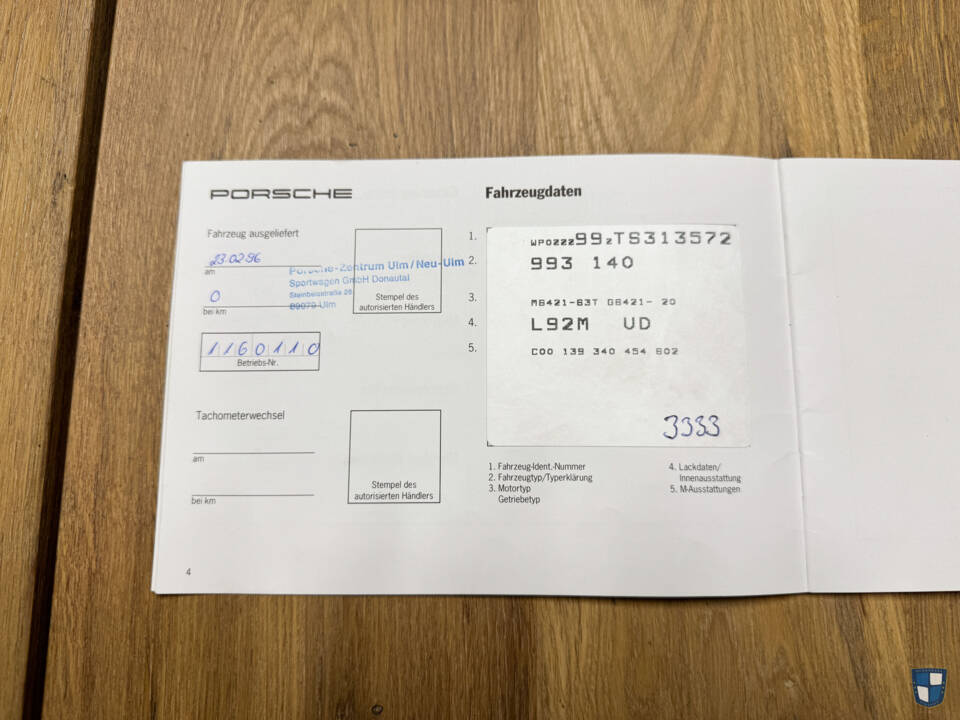 PORSCHE
Fahrzeug ausgeliefert
23.02.96
am
0
bei km
Porsche-Zentrum Ulm/Neu-Ulm
Sportwagen GmbH Donautal
Steinbeisstraße 26
89079 Ulm
Stempel des
autorisierten Händlers
1160110
Betriebs-Nr.
Tachometerwechsel
am
bei km
Stempel des
autorisierten Händlers
4
Fahrzeugdaten
1. WP0ZZZ99ZTS313572
2. 993 140
3. M6421-63T G6421- 20
4. L92M UD
5. C00 139 340 454 602
3333
1. Fahrzeug-Ident.-Nummer
2. Fahrzeugtyp/Typerklärung
3. Motortyp
Getriebetyp
4. Lackdaten/
Innenausstattung
5. M-Ausstattungen